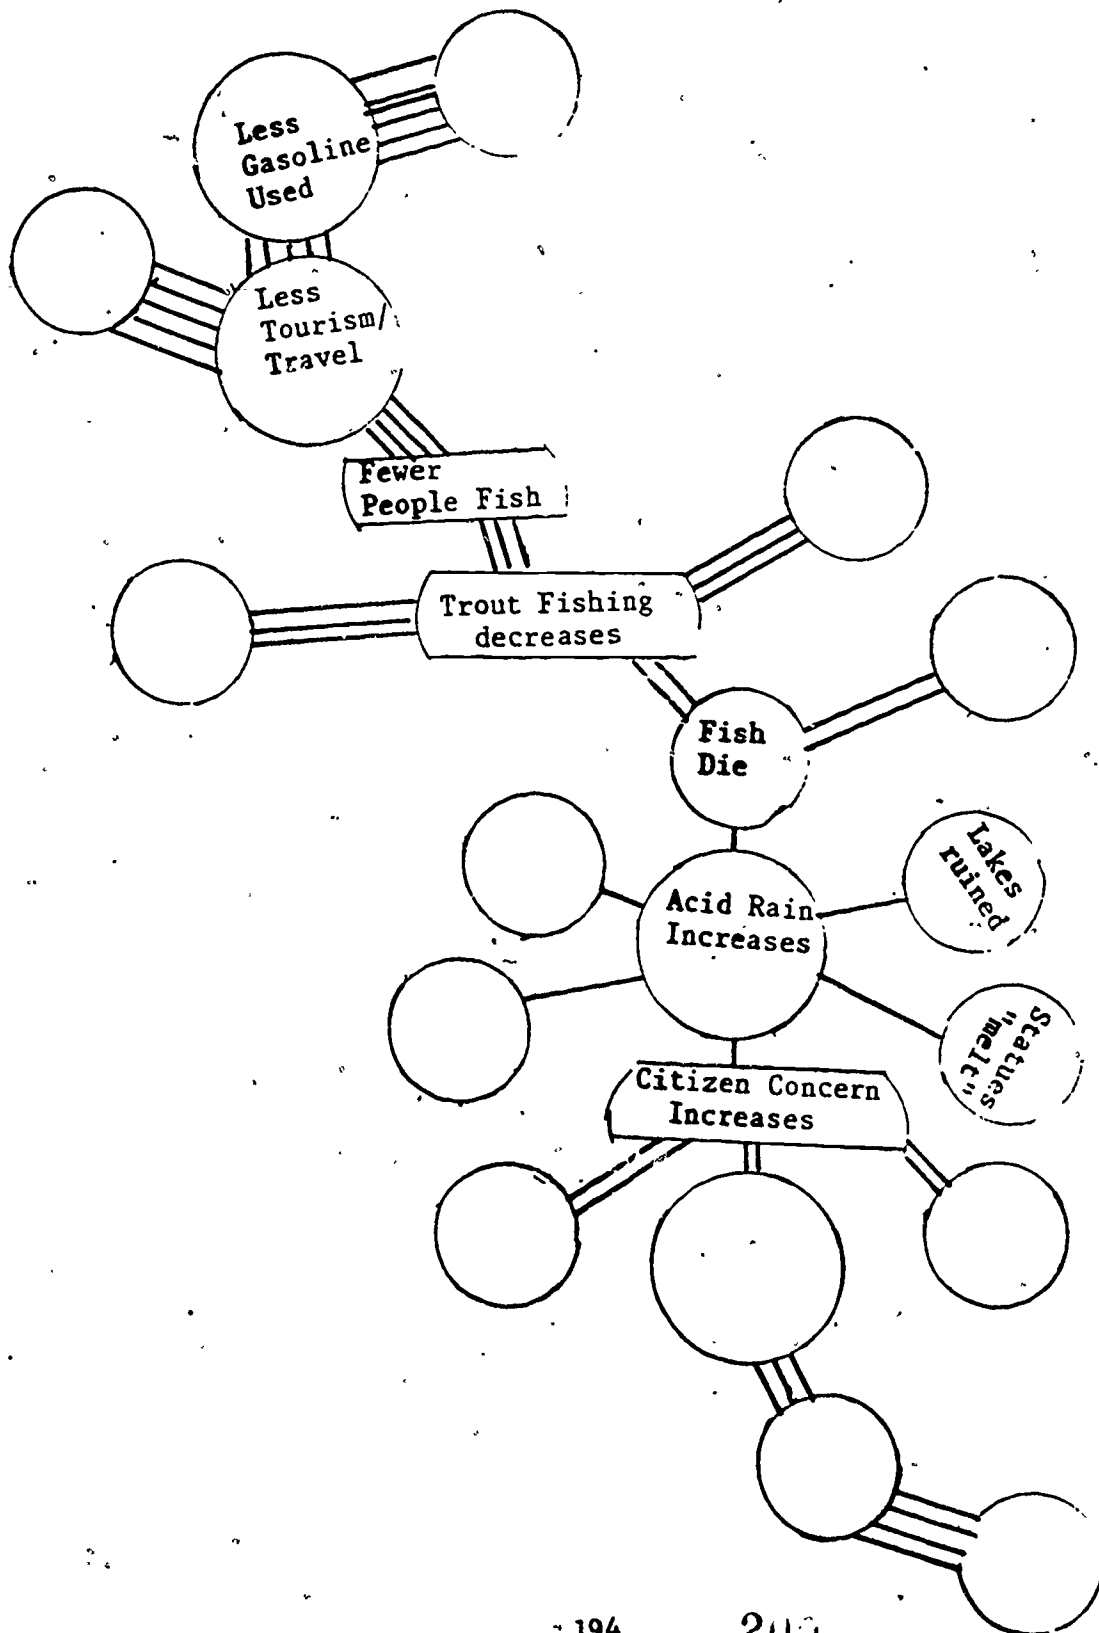 Less
Gasoline
Used
Less
Tourism/
Travel
Fewer
People Fish
Trout Fishing
decreases
Fish
Die
Lakes
ruined
Acid Rain
Increases
Statues
"melt"
Citizen Concern
Increases
194